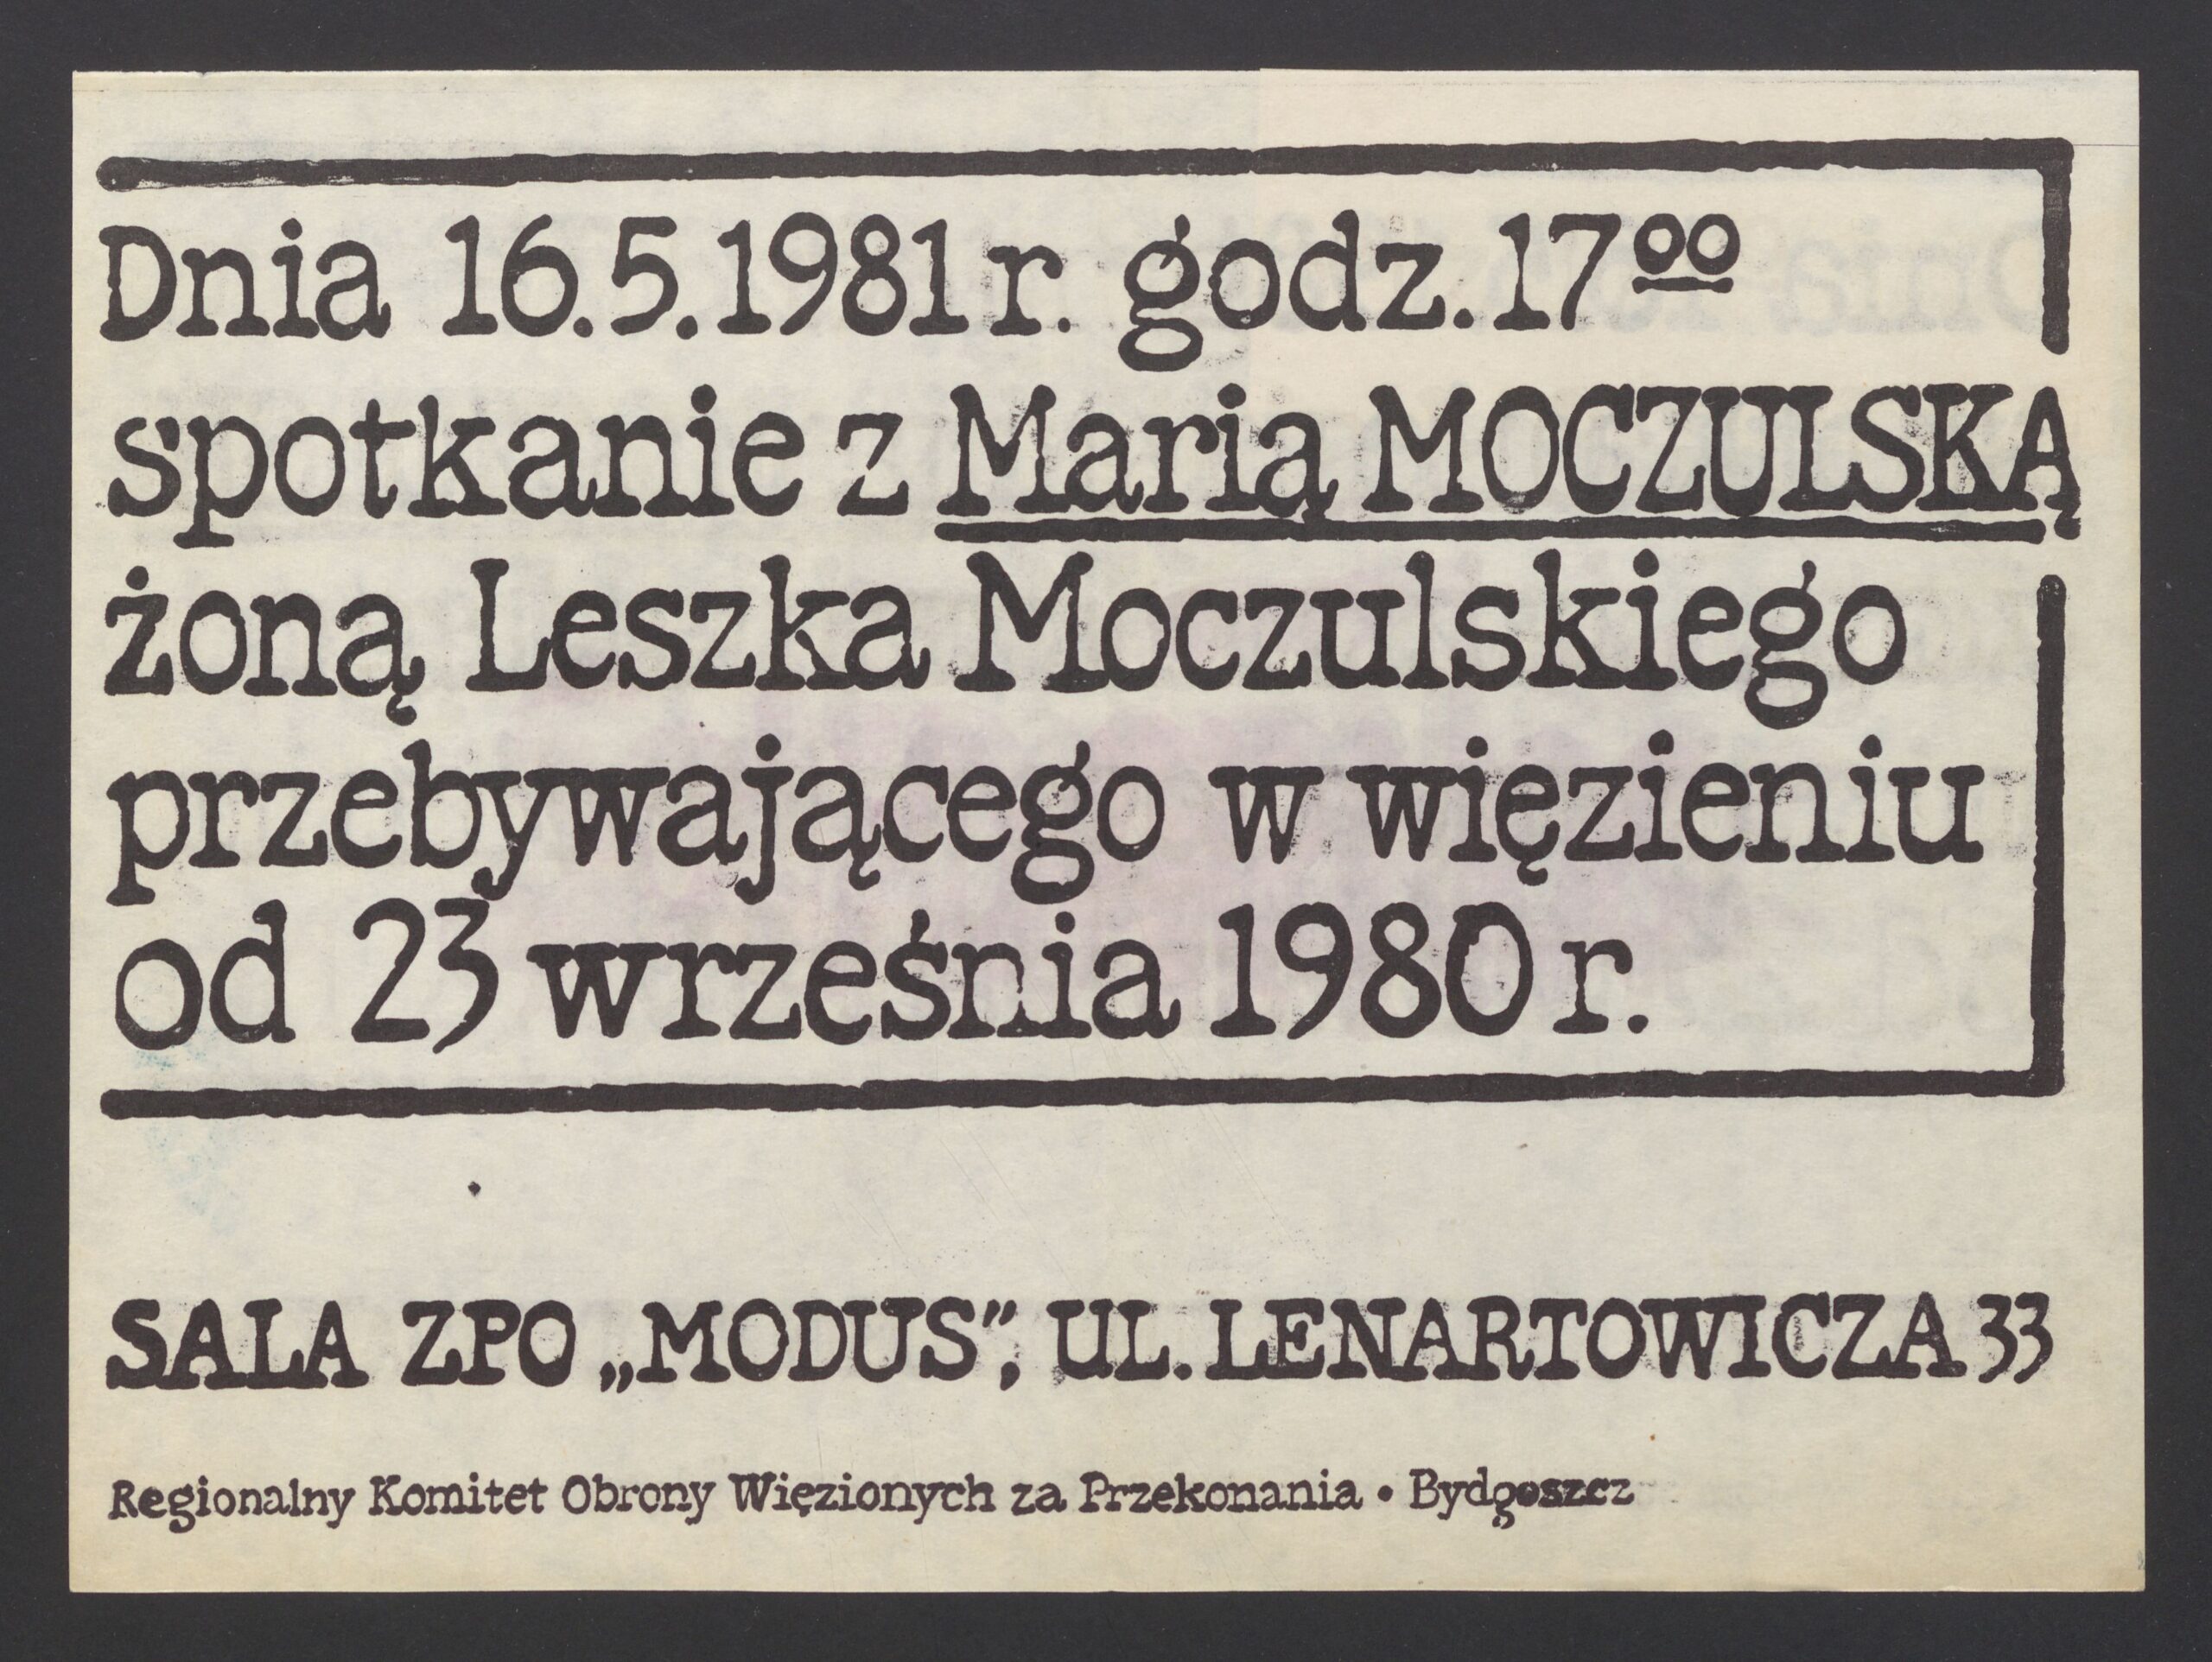 Dnia 16.5.1981 r. godz. 17⁰⁰
spotkanie z Marią MOCZULSKĄ
żoną Leszka Moczulskiego
przebywającego w więzieniu
od 23 września 1980 r.
SALA ZPO „MODUS”, UL. LENARTOWICZA 33
Regionalny Komitet Obrony Więzionych za Przekonania • Bydgoszcz